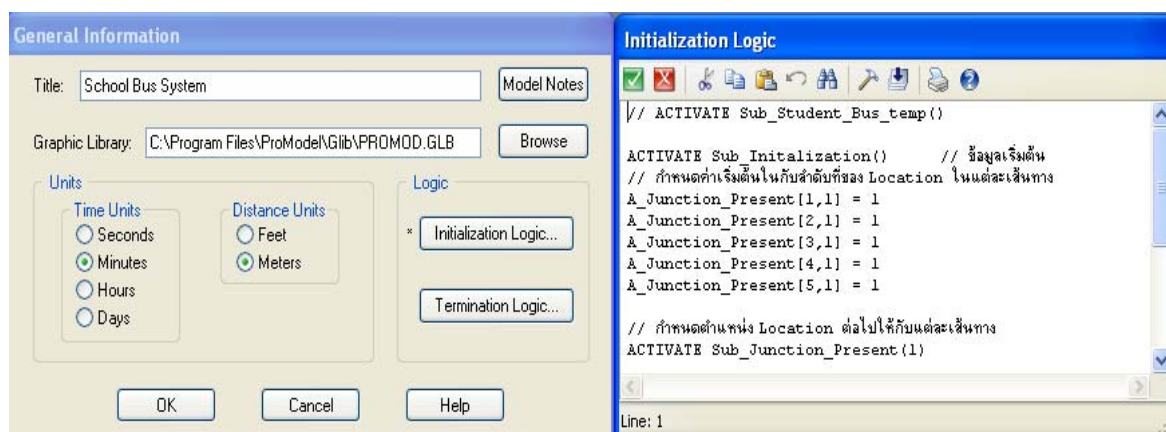 General Information
Title: School Bus System Model Notes
Graphic Library: C:\Program Files\ProModel\Glib\PROMOD.GLB Browse
Units
Time Units
Seconds
Minutes
Hours
Days
Distance Units
Feet
Meters
Logic
* Initialization Logic...
Termination Logic...
OK Cancel Help
Initialization Logic
// ACTIVATE Sub_Student_Bus_temp()
ACTIVATE Sub_Initalization() // ข้อมูลเริ่มต้น
// กำหนดค่าเริ่มต้นในกับลำดับที่ของ Location ในแต่ละเส้นทาง
A_Junction_Present[1,1] = 1
A_Junction_Present[2,1] = 1
A_Junction_Present[3,1] = 1
A_Junction_Present[4,1] = 1
A_Junction_Present[5,1] = 1
// กำหนดตำแหน่ง Location ต่อไปให้กับแต่ละเส้นทาง
ACTIVATE Sub_Junction_Present(1)
Line: 1